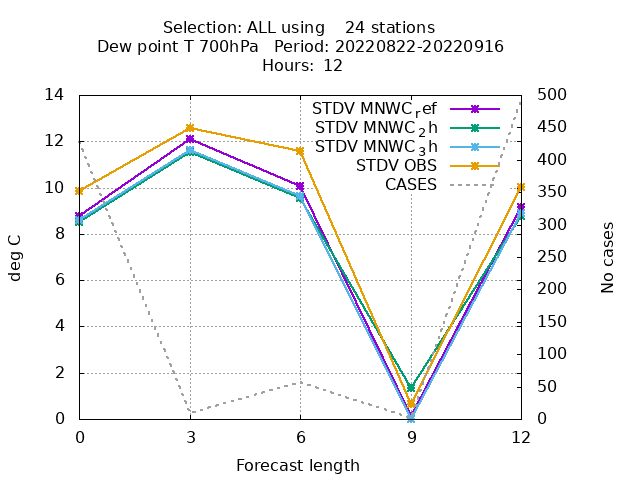 Selection: ALL using    24 stations
Dew point T 700hPa   Period: 20220822-20220916
Hours: 12
STDV MNWC_ref
STDV MNWC_2h
STDV MNWC_3h
STDV OBS
CASES
14
12
10
8
6
4
2
0
deg C
500
450
400
350
300
250
200
150
100
50
0
No cases
0 3 6 9 12
Forecast length